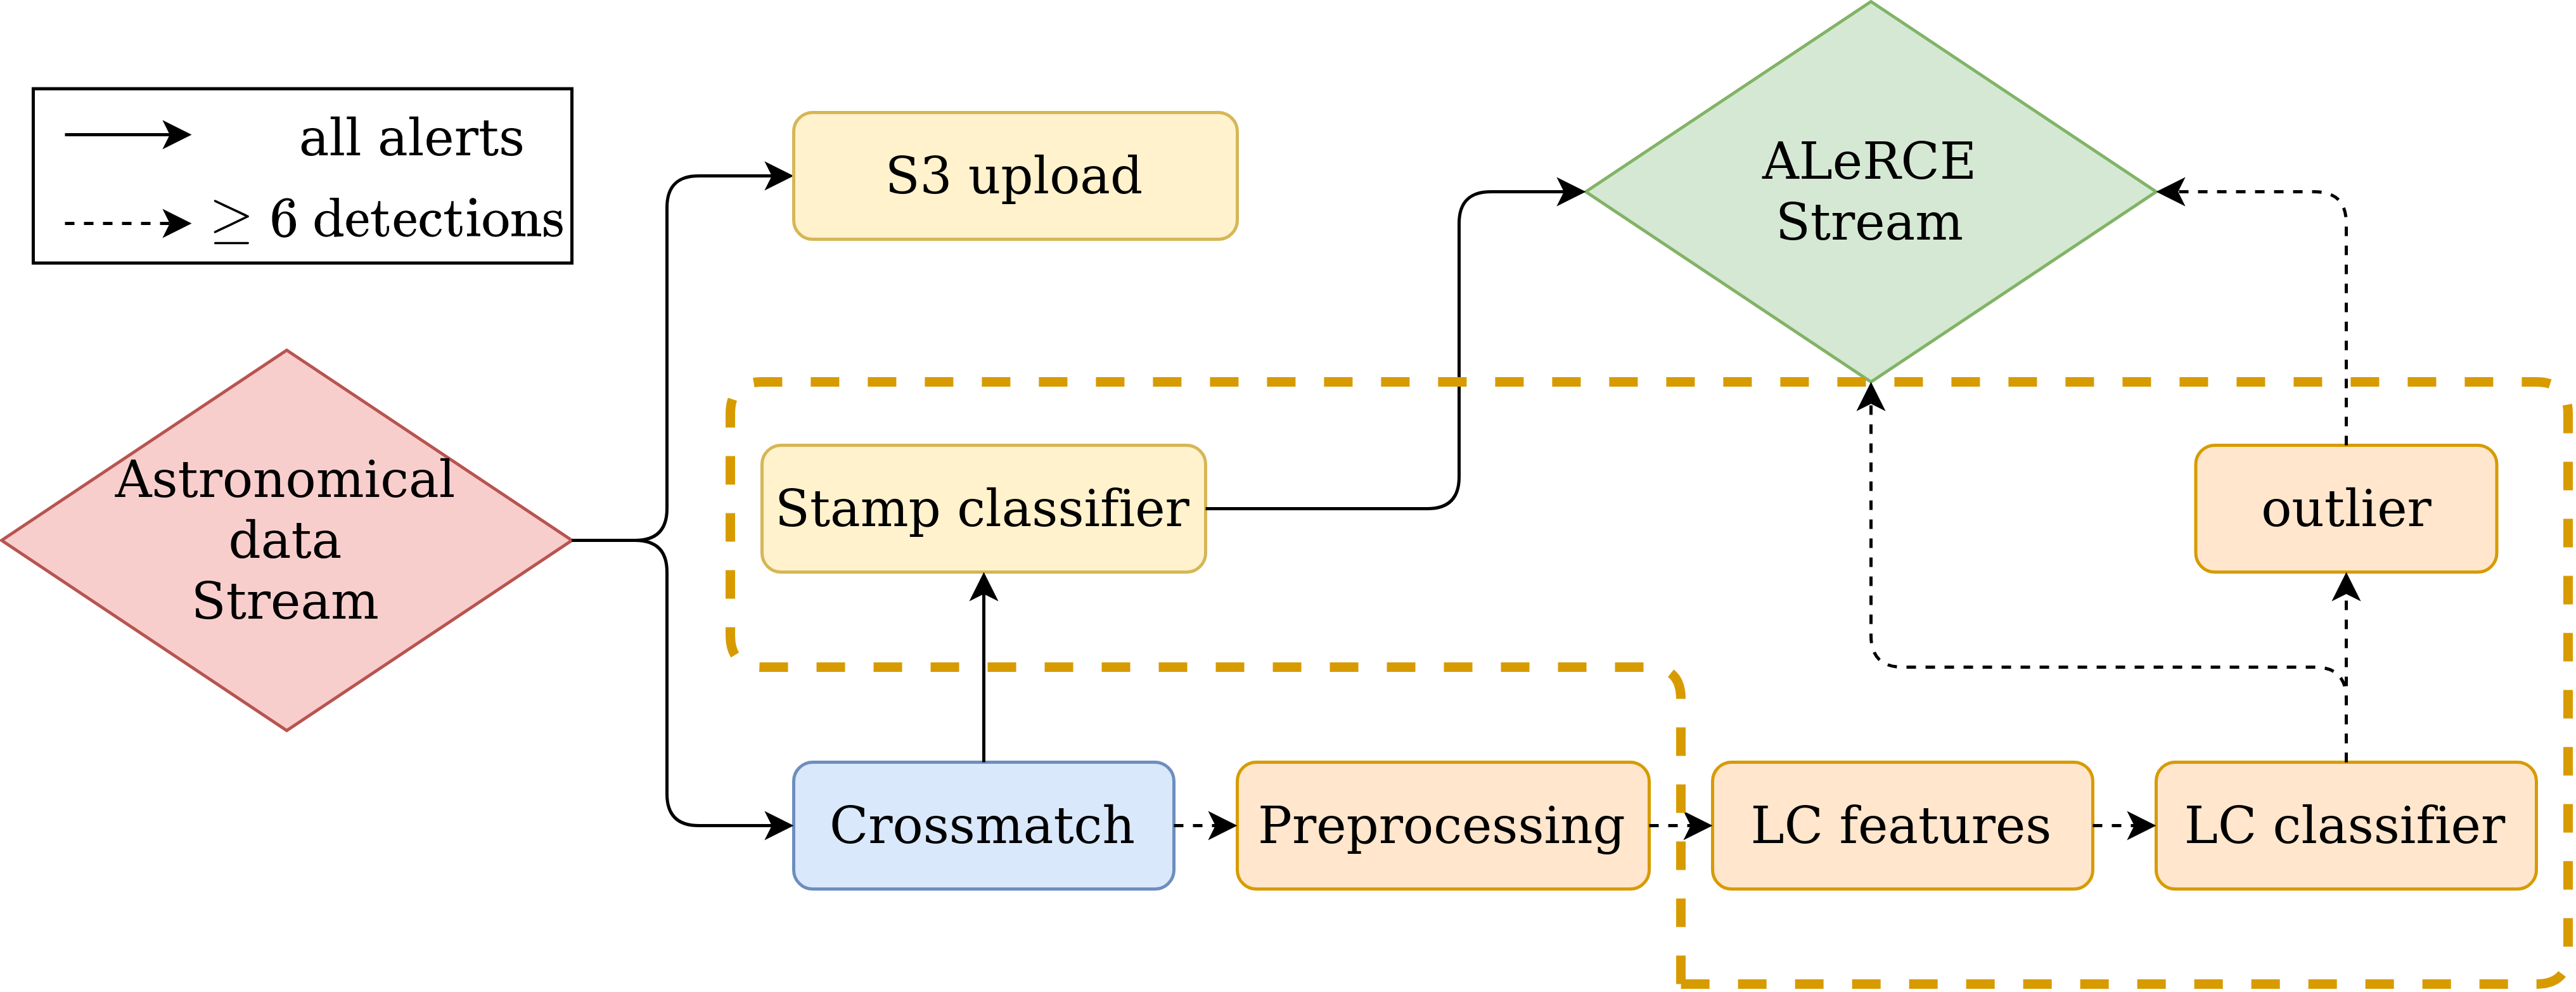 all alerts
≥ 6 detections
S3 upload
ALeRCE
Stream
Astronomical
data
Stream
Stamp classifier
outlier
Crossmatch
Preprocessing
LC features
LC classifier